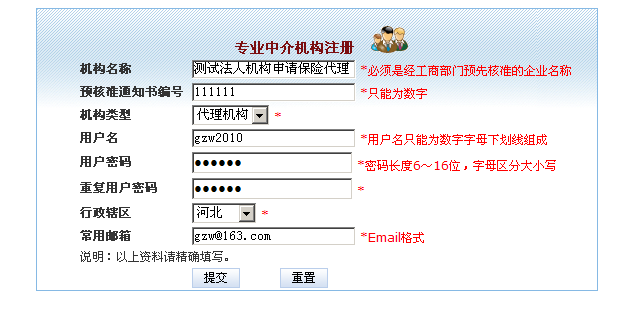 专业中介机构注册
机构名称 测试法人机构申请保险代理 *必须是经工商部门预先核准的企业名称
预核准通知书编号 111111 *只能为数字
机构类型 代理机构 *
用户名 gzw2010 *用户名只能为数字字母下划线组成
用户密码 ●●●●●● *密码长度6～16位，字母区分大小写
重复用户密码 ●●●●●● *
行政辖区 河北 *
常用邮箱 gzw@163.com *Email格式
说明：以上资料请精确填写。
提交 重置